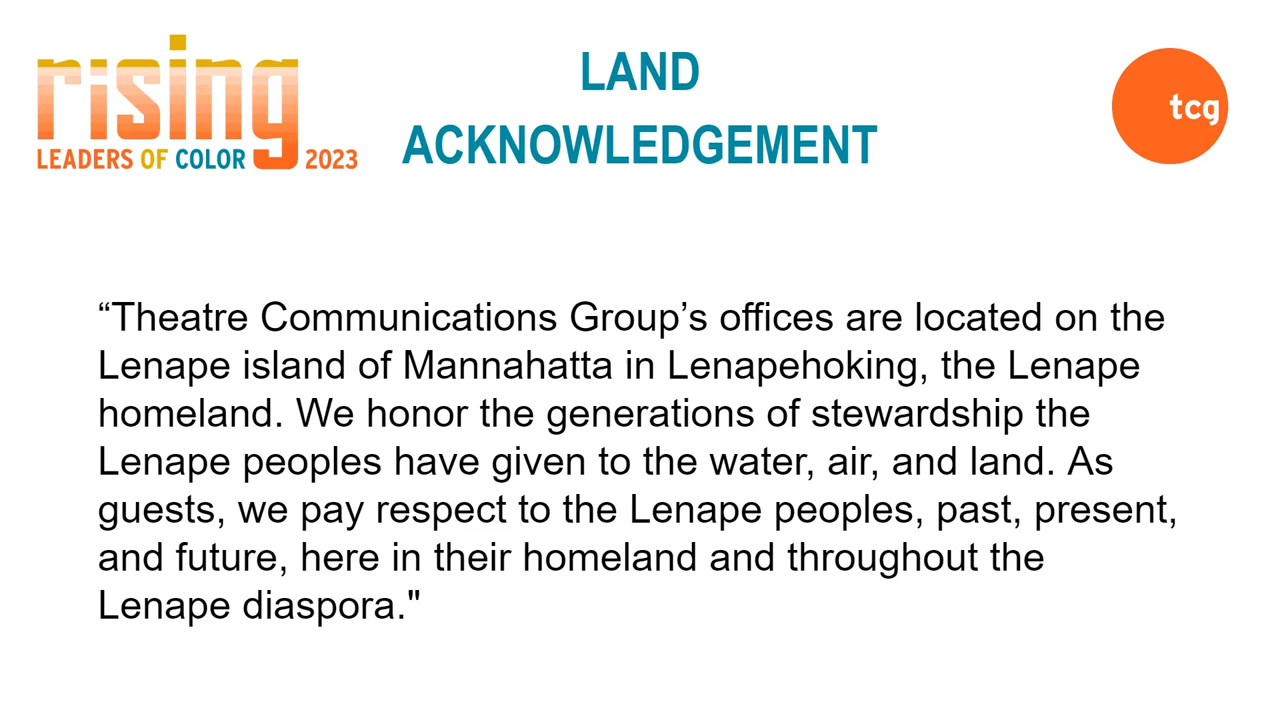 rising
LEADERS OF COLOR 2023
LAND
ACKNOWLEDGEMENT
tcg
“Theatre Communications Group’s offices are located on the
Lenape island of Mannahatta in Lenapehoking, the Lenape
homeland. We honor the generations of stewardship the
Lenape peoples have given to the water, air, and land. As
guests, we pay respect to the Lenape peoples, past, present,
and future, here in their homeland and throughout the
Lenape diaspora."